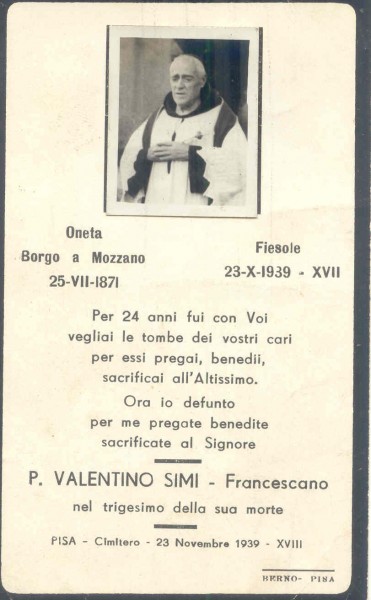 Oneta
Borgo a Mozzano
25-VII-1871
Fiesole
23-X-1939 - XVII
Per 24 anni fui con Voi
vegliai le tombe dei vostri cari
per essi pregai, benedii,
sacrificai all'Altissimo.
Ora io defunto
per me pregate benedite
sacrificate al Signore
P. VALENTINO SIMI - Francescano
nel trigesimo della sua morte
PISA - Cimitero - 23 Novembre 1939 - XVIII
BERNO- PISA